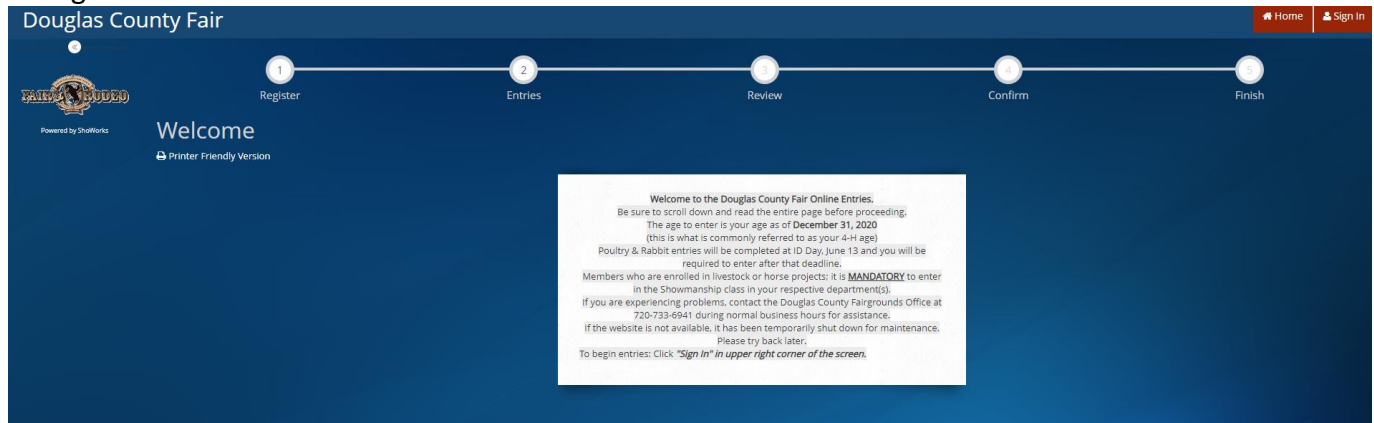 Douglas County Fair
Home
Sign In
1
2
3
4
5
Register
Entries
Review
Confirm
Finish
FAIR & RODEO
Powered by ShoWorks
Welcome
Printer Friendly Version
Welcome to the Douglas County Fair Online Entries.
Be sure to scroll down and read the entire page before proceeding.
The age to enter is your age as of December 31, 2020
(this is what is commonly referred to as your 4-H age)
Poultry & Rabbit entries will be completed at ID Day, June 13 and you will be
required to enter after that deadline.
Members who are enrolled in livestock or horse projects; it is MANDATORY to enter
in the Showmanship class in your respective department(s).
If you are experiencing problems, contact the Douglas County Fairgrounds Office at
720-733-6941 during normal business hours for assistance.
If the website is not available, it has been temporarily shut down for maintenance.
Please try back later.
To begin entries: Click "Sign In" in upper right corner of the screen.